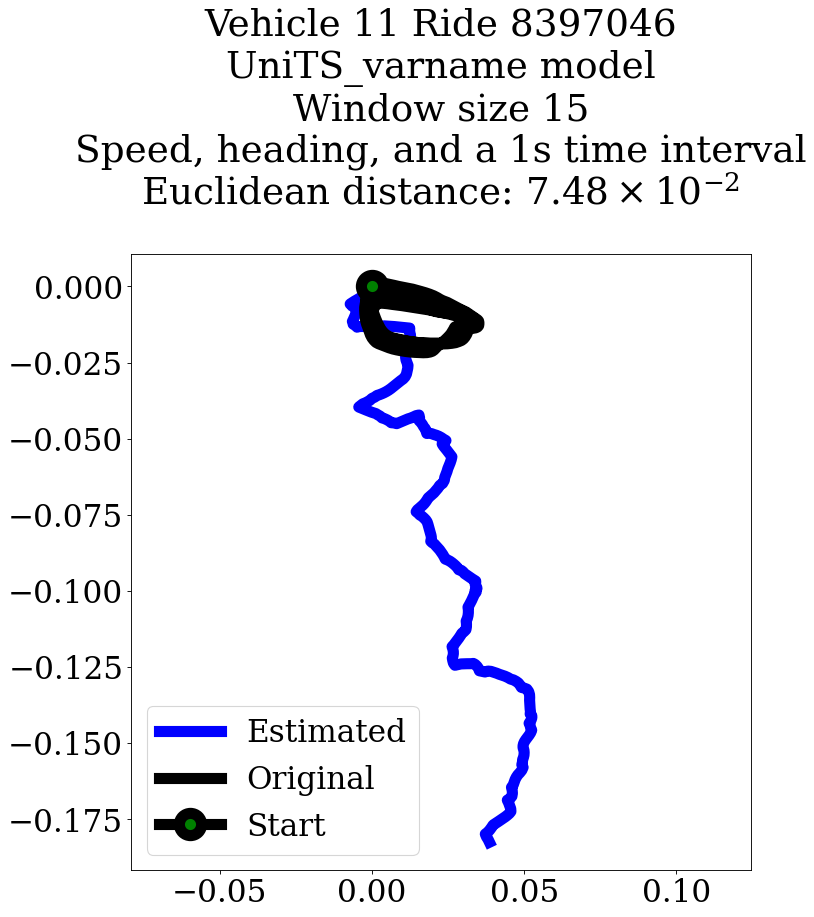 Vehicle 11 Ride 8397046
UniTS_varname model
Window size 15
Speed, heading, and a 1s time interval
Euclidean distance: 7.48 × 10⁻²
0.000
−0.025
−0.050
−0.075
−0.100
−0.125
−0.150
−0.175
Estimated
Original
Start
−0.05 0.00 0.05 0.10